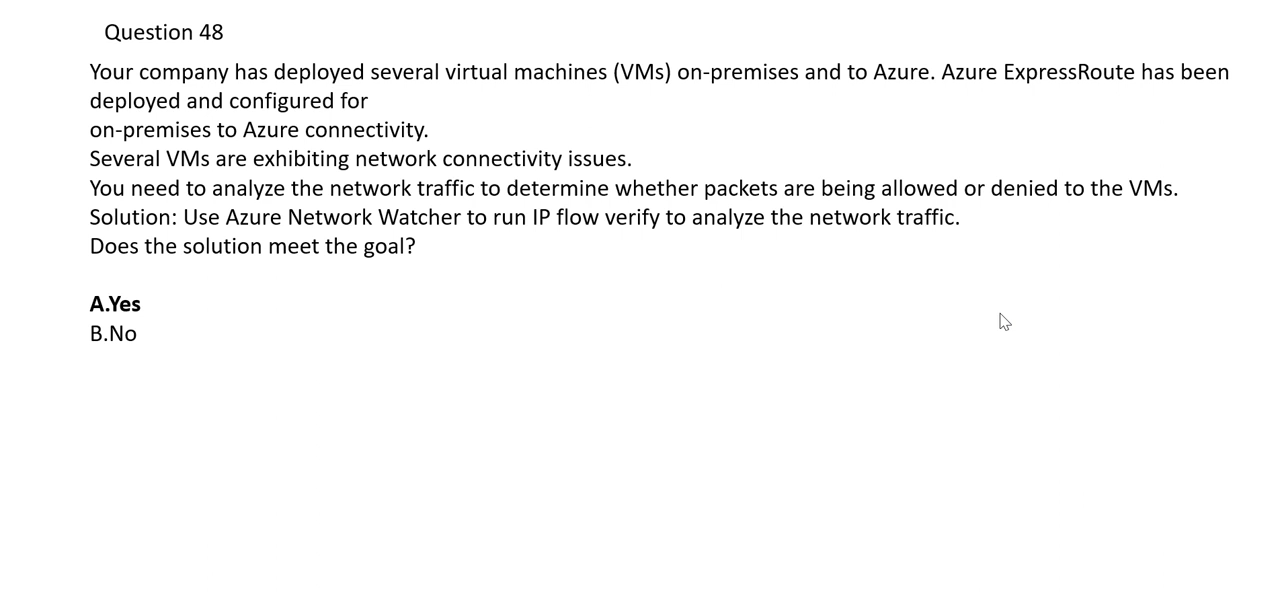 Question 48
Your company has deployed several virtual machines (VMs) on-premises and to Azure. Azure ExpressRoute has been
deployed and configured for
on-premises to Azure connectivity.
Several VMs are exhibiting network connectivity issues.
You need to analyze the network traffic to determine whether packets are being allowed or denied to the VMs.
Solution: Use Azure Network Watcher to run IP flow verify to analyze the network traffic.
Does the solution meet the goal?
A.Yes
B.No